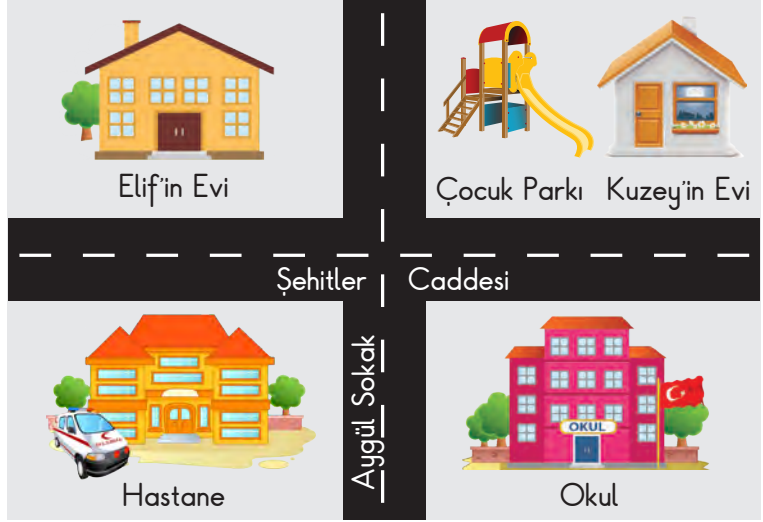 Elif'in Evi
Çocuk Parkı
Kuzey'in Evi
Şehitler Caddesi
Aygül Sokak
OKUL
Hastane
Okul